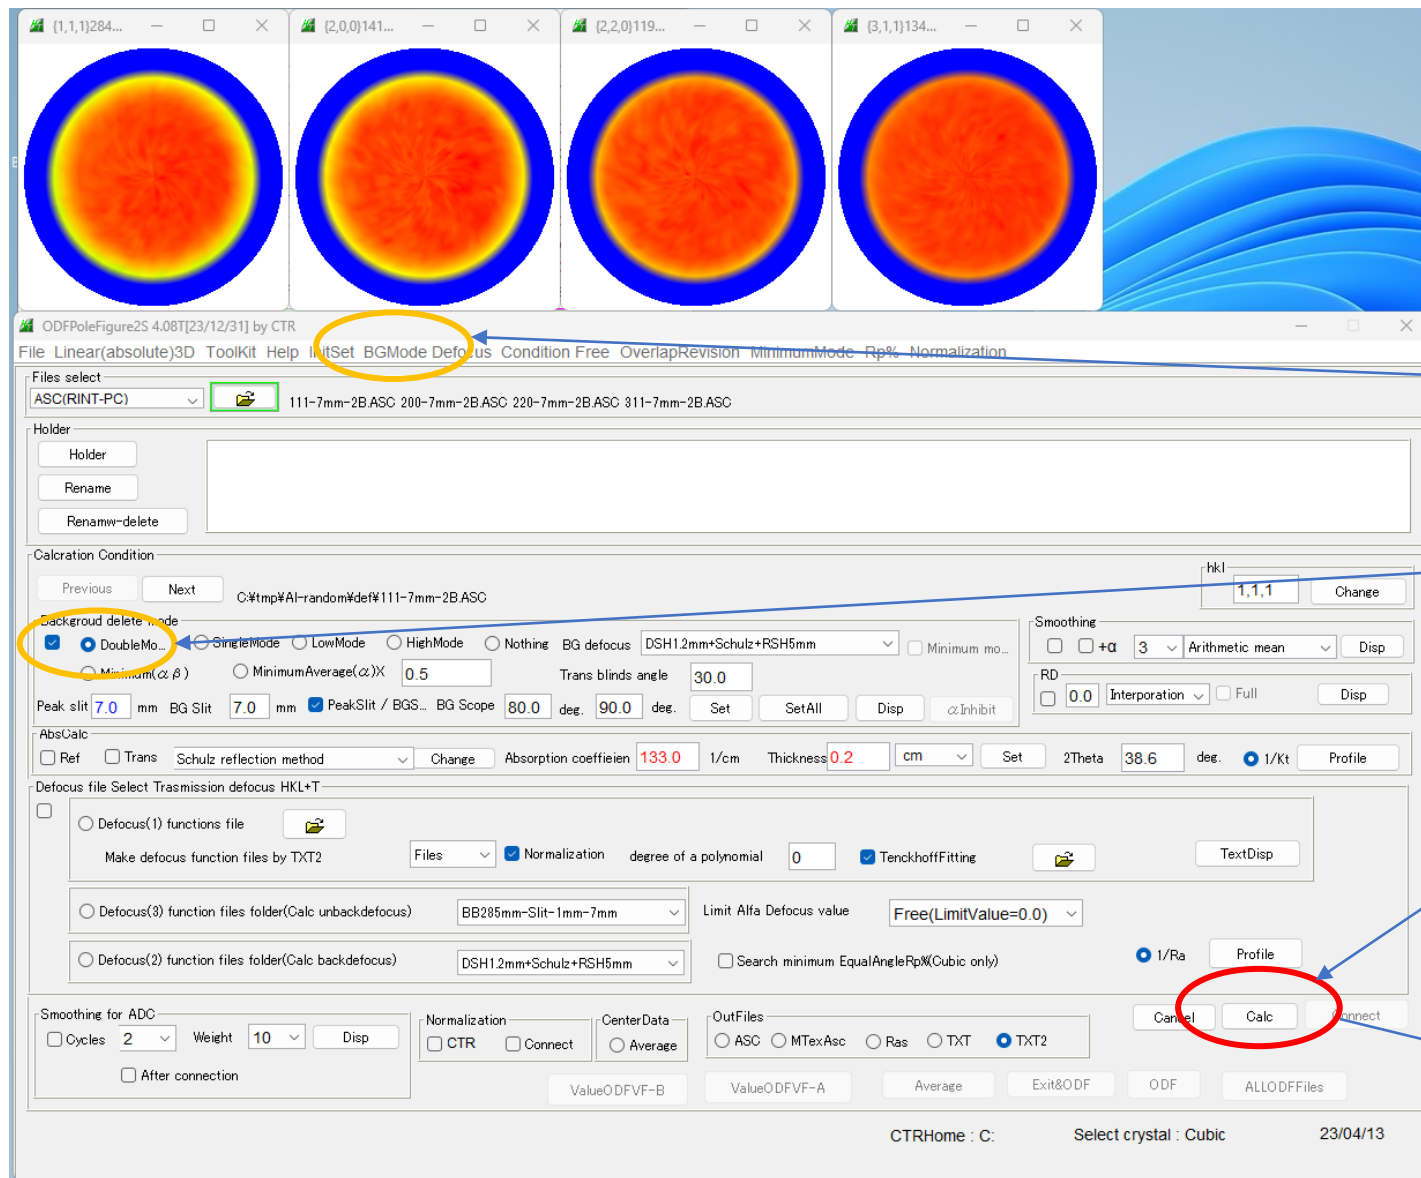 {1,1,1}284...
{2,0,0}141...
{2,2,0}119...
{3,1,1}134...
ODFPoleFigure2S 4.08T[23/12/31] by CTR
File Linear(absolute)3D ToolKit Help InitSet BGMode Defocus Condition Free OverlapRevision MinimumMode Rp% Normalization
Files select
ASC(RINT-PC) 111-7mm-2B.ASC 200-7mm-2B.ASC 220-7mm-2B.ASC 311-7mm-2B.ASC
Holder
Holder
Rename
Renamw-delete
Calcration Condition
Previous Next C:¥tmp¥Al-random¥def¥111-7mm-2B.ASC
hkl
1,1,1 Change
Backgroud delete mode
DoubleMo... SingleMode LowMode HighMode Nothing BG defocus DSH1.2mm+Schulz+RSH5mm Minimum mo...
Minimum(αβ) MinimumAverage(α)X 0.5 Trans blinds angle 30.0
Peak slit 7.0 mm BG Slit 7.0 mm PeakSlit / BGS... BG Scope 80.0 deg. 90.0 deg. Set SetAll Disp αInhibit
Smoothing
+α 3 Arithmetic mean Disp
RD
0.0 Interporation Full Disp
AbsCalc
Ref Trans Schulz reflection method Change Absorption coeffieien 133.0 1/cm Thickness 0.2 cm Set 2Theta 38.6 deg. 1/Kt Profile
Defocus file Select Trasmission defocus HKL+T
Defocus(1) functions file
Make defocus function files by TXT2 Files Normalization degree of a polynomial 0 TenckhoffFitting TextDisp
Defocus(3) function files folder(Calc unbackdefocus) BB285mm-Slit-1mm-7mm Limit Alfa Defocus value Free(LimitValue=0.0)
Defocus(2) function files folder(Calc backdefocus) DSH1.2mm+Schulz+RSH5mm Search minimum EqualAngleRp%(Cubic only) 1/Ra Profile
Smoothing for ADC
Cycles 2 Weight 10 Disp
After connection
Normalization
CTR Connect
CenterData
Average
OutFiles
ASC MTexAsc Ras TXT TXT2
Cancel Calc Connect
ValueODFVF-B ValueODFVF-A Average Exit&ODF ODF ALLODFFiles
CTRHome : C: Select crystal : Cubic 23/04/13